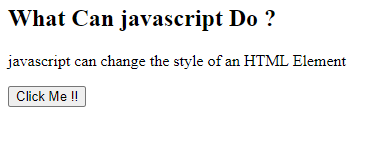 What Can javascript Do ?
javascript can change the style of an HTML Element
Click Me !!